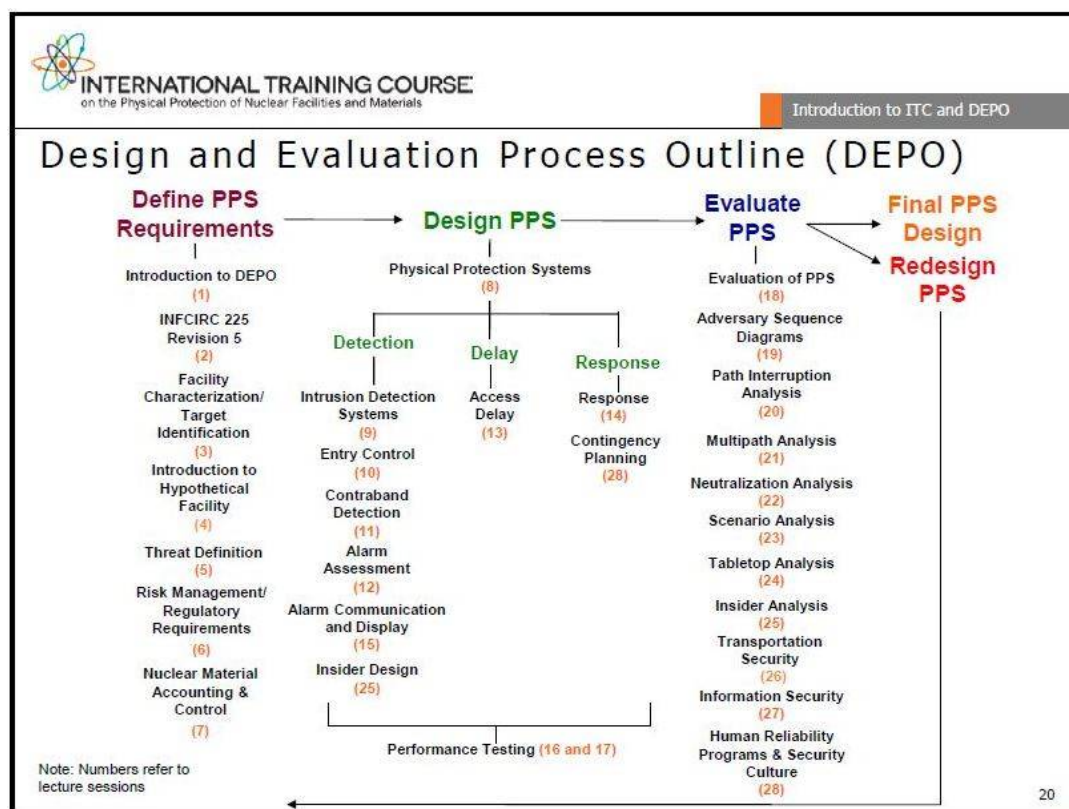 INTERNATIONAL TRAINING COURSE
on the Physical Protection of Nuclear Facilities and Materials
Introduction to ITC and DEPO
Design and Evaluation Process Outline (DEPO)
Define PPS
Requirements
Introduction to DEPO
(1)
INFCIRC 225
Revision 5
(2)
Facility
Characterization/
Target
Identification
(3)
Introduction to
Hypothetical
Facility
(4)
Threat Definition
(5)
Risk Management/
Regulatory
Requirements
(6)
Nuclear Material
Accounting &
Control
(7)
Design PPS
Physical Protection Systems
(8)
Detection
Intrusion Detection
Systems
(9)
Entry Control
(10)
Contraband
Detection
(11)
Alarm
Assessment
(12)
Alarm Communication
and Display
(15)
Insider Design
(25)
Delay
Access
Delay
(13)
Response
Response
(14)
Contingency
Planning
(28)
Performance Testing (16 and 17)
Evaluate
PPS
Evaluation of PPS
(18)
Adversary Sequence
Diagrams
(19)
Path Interruption
Analysis
(20)
Multipath Analysis
(21)
Neutralization Analysis
(22)
Scenario Analysis
(23)
Tabletop Analysis
(24)
Insider Analysis
(25)
Transportation
Security
(26)
Information Security
(27)
Human Reliability
Programs & Security
Culture
(28)
Final PPS
Design
Redesign
PPS
Note: Numbers refer to
lecture sessions
20